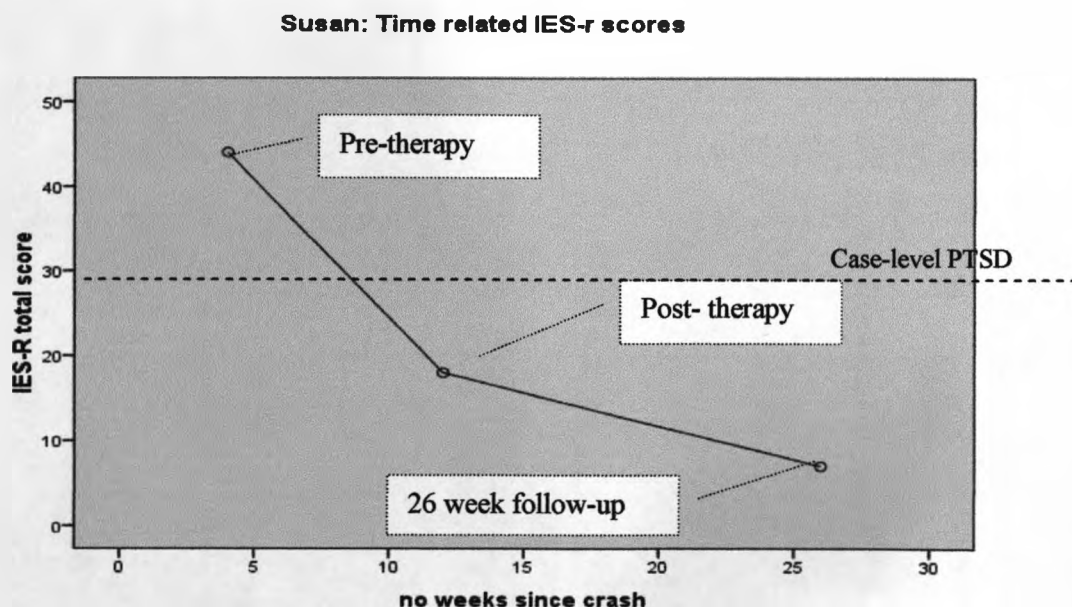 Susan: Time related IES-r scores
50
40
30
20
10
0
IES-R total score
Pre-therapy
Case-level PTSD
Post- therapy
26 week follow-up
0 5 10 15 20 25 30
no weeks since crash